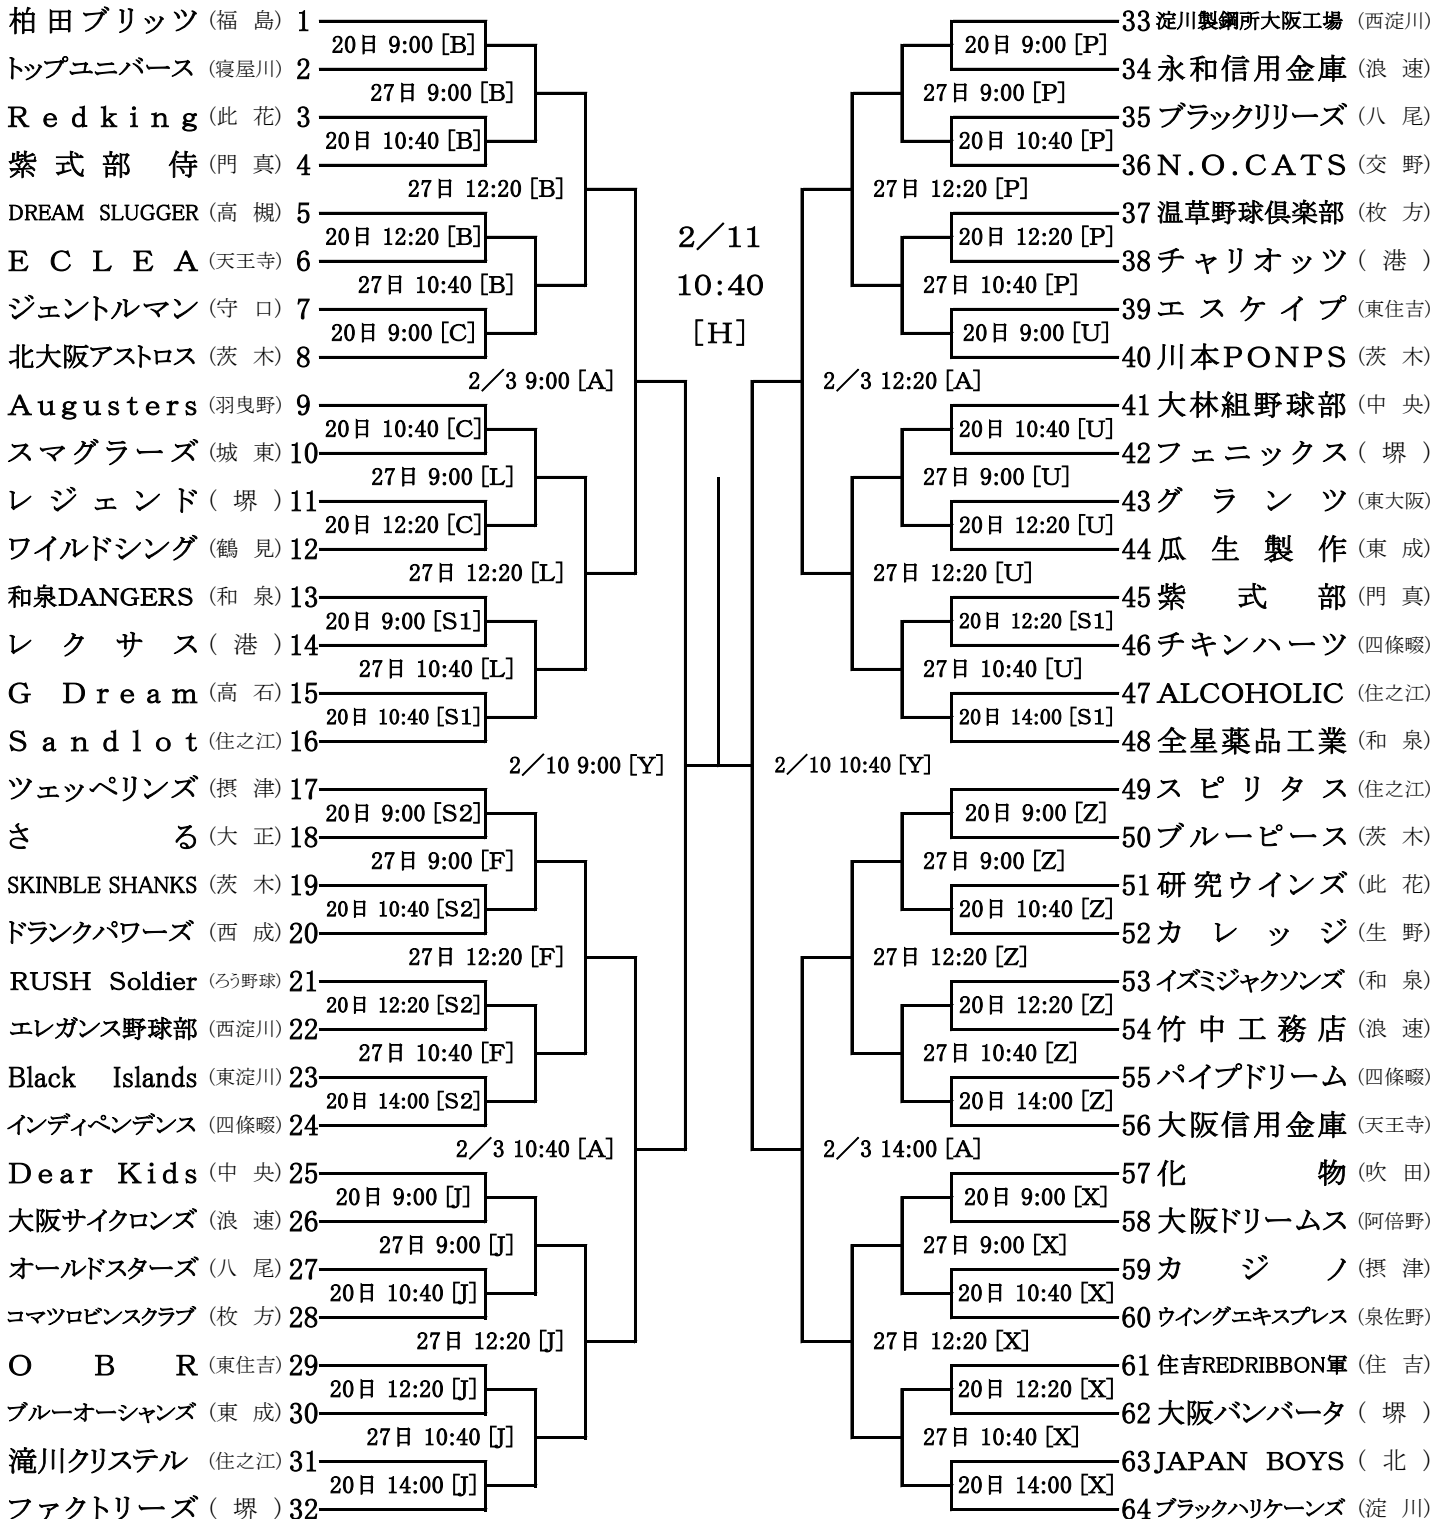 柏田ブリッツ (福 島) 1
20日 9:00 [B]
トップユニバース (寝屋川) 2
27日 9:00 [B]
Redking (此 花) 3
20日 10:40 [B]
紫式部 侍 (門 真) 4
27日 12:20 [B]
DREAM SLUGGER (高 槻) 5
20日 12:20 [B]
ECLEA (天王寺) 6
27日 10:40 [B]
ジェントルマン (守 口) 7
20日 9:00 [C]
北大阪アストロス (茨 木) 8
2/3 9:00 [A]
Augusters (羽曳野) 9
20日 10:40 [C]
スマグラーズ (城 東) 10
27日 9:00 [L]
レジェンド (堺) 11
20日 12:20 [C]
ワイルドシング (鶴 見) 12
27日 12:20 [L]
和泉DANGERS (和 泉) 13
20日 9:00 [S1]
レクサス (港) 14
27日 10:40 [L]
G Dream (高 石) 15
20日 10:40 [S1]
Sandlot (住之江) 16
2/10 9:00 [Y]
ツェッペリンズ (摂 津) 17
20日 9:00 [S2]
さる (大 正) 18
27日 9:00 [F]
SKINBLE SHANKS (茨 木) 19
20日 10:40 [S2]
ドランクパワーズ (西 成) 20
27日 12:20 [F]
RUSH Soldier (ろう野球) 21
20日 12:20 [S2]
エレガンス野球部 (西淀川) 22
27日 10:40 [F]
Black Islands (東淀川) 23
20日 14:00 [S2]
インディペンデンス (四條畷) 24
2/3 10:40 [A]
Dear Kids (中 央) 25
20日 9:00 [J]
大阪サイクロンズ (浪 速) 26
27日 9:00 [J]
オールドスターズ (八 尾) 27
20日 10:40 [J]
コマツロビンスクラブ (枚 方) 28
27日 12:20 [J]
OBR (東住吉) 29
20日 12:20 [J]
ブルーオーシャンズ (東 成) 30
27日 10:40 [J]
滝川クリステル (住之江) 31
20日 14:00 [J]
ファクトリーズ (堺) 32
2/11
10:40
[H]
33 淀川製鋼所大阪工場 (西淀川)
20日 9:00 [P]
34 永和信用金庫 (浪 速)
27日 9:00 [P]
35 ブラックリリーズ (八 尾)
20日 10:40 [P]
36 N.O.CATS (交 野)
27日 12:20 [P]
37 温草野球倶楽部 (枚 方)
20日 12:20 [P]
38 チャリオッツ (港)
27日 10:40 [P]
39 エスケイプ (東住吉)
20日 9:00 [U]
40 川本PONPS (茨 木)
2/3 12:20 [A]
41 大林組野球部 (中 央)
20日 10:40 [U]
42 フェニックス (堺)
27日 9:00 [U]
43 グランツ (東大阪)
20日 12:20 [U]
44 瓜生製作 (東 成)
27日 12:20 [U]
45 紫式部 (門 真)
20日 12:20 [S1]
46 チキンハーツ (四條畷)
27日 10:40 [U]
47 ALCOHOLIC (住之江)
20日 14:00 [S1]
48 全星薬品工業 (和 泉)
2/10 10:40 [Y]
49 スピリタス (住之江)
20日 9:00 [Z]
50 ブルーピース (茨 木)
27日 9:00 [Z]
51 研究ウインズ (此 花)
20日 10:40 [Z]
52 カレッジ (生 野)
27日 12:20 [Z]
53 イズミジャクソンズ (和 泉)
20日 12:20 [Z]
54 竹中工務店 (浪 速)
27日 10:40 [Z]
55 パイプドリーム (四條畷)
20日 14:00 [Z]
56 大阪信用金庫 (天王寺)
2/3 14:00 [A]
57 化物 (吹 田)
20日 9:00 [X]
58 大阪ドリームス (阿倍野)
27日 9:00 [X]
59 カジノ (摂 津)
20日 10:40 [X]
60 ウイングエキスプレス (泉佐野)
27日 12:20 [X]
61 住吉REDRIBBON軍 (住 吉)
20日 12:20 [X]
62 大阪バンバータ (堺)
27日 10:40 [X]
63 JAPAN BOYS (北)
20日 14:00 [X]
64 ブラックハリケーンズ (淀 川)